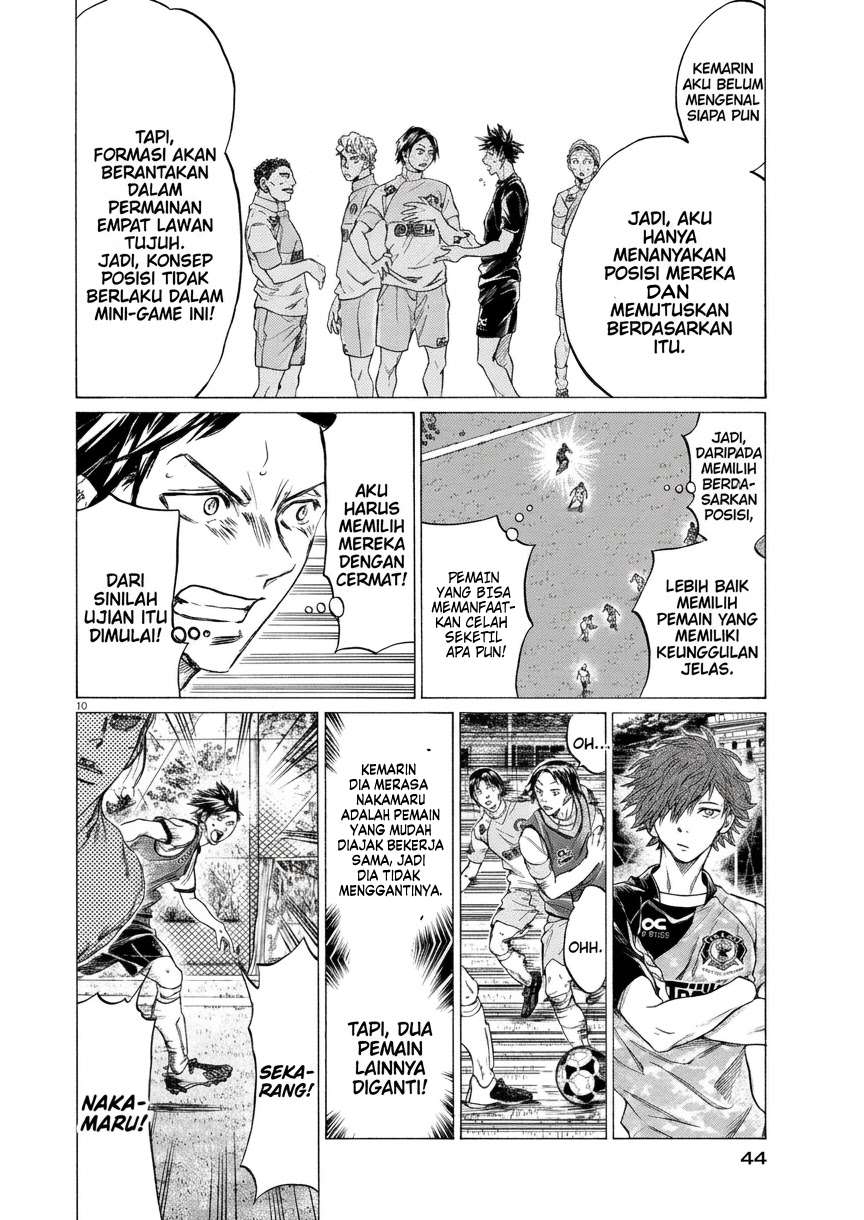 KEMARIN
AKU BELUM
MENGENAL
SIAPA PUN
JADI, AKU
HANYA
MENANYAKAN
POSISI MEREKA
DAN
MEMUTUSKAN
BERDASARKAN
ITU.
TAPI,
FORMASI AKAN
BERANTAKAN
DALAM
PERMAINAN
EMPAT LAWAN
TUJUH.
JADI, KONSEP
POSISI TIDAK
BERLAKU DALAM
MINI-GAME INI!
JADI,
DARIPADA
MEMILIH
BERDA-
SARKAN
POSISI,
LEBIH BAIK
MEMILIH
PEMAIN YANG
MEMILIKI
KEUNGGULAN
JELAS.
PEMAIN
YANG BISA
MEMANFAAT-
KAN CELAH
SEKETIL
APA PUN!
AKU
HARUS
MEMILIH
MEREKA
DENGAN
CERMAT!
DARI
SINILAH
UJIAN ITU
DIMULAI!
10
OC
OH...
OHH.
KEMARIN
DIA MERASA
NAKAMARU
ADALAH PEMAIN
YANG MUDAH
DIAJAK BEKERJA
SAMA, JADI
DIA TIDAK
MENGGANTINYA.
TAPI, DUA
PEMAIN
LAINNYA
DIGANTI!
SEKA-
RANG!
NAKA-
MARU!
44